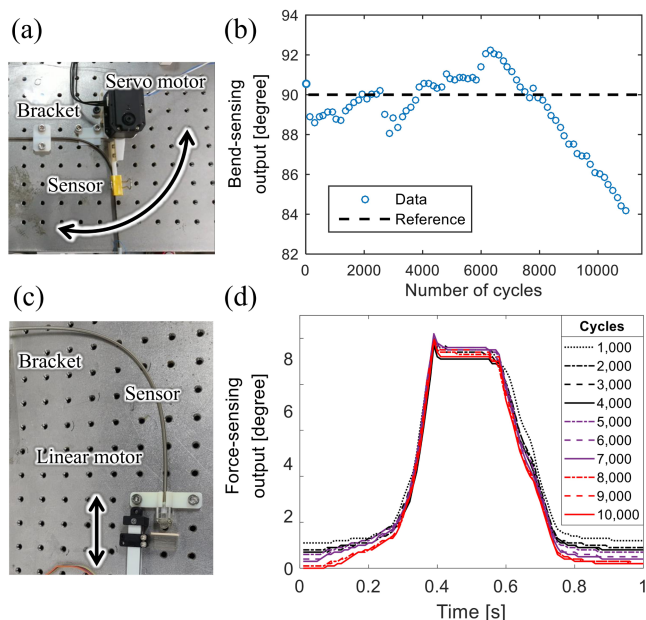 (a)
Servo motor
Bracket
Sensor
(b)
94
92
90
88
86
84
82
Bend-sensing
output [degree]
Data
Reference
0
2000
4000
6000
8000
10000
Number of cycles
(c)
Bracket
Sensor
Linear motor
(d)
8
6
4
2
0
Force-sensing
output [degree]
Cycles
1,000
2,000
3,000
4,000
5,000
6,000
7,000
8,000
9,000
10,000
0
0.2
0.4
0.6
0.8
1
Time [s]